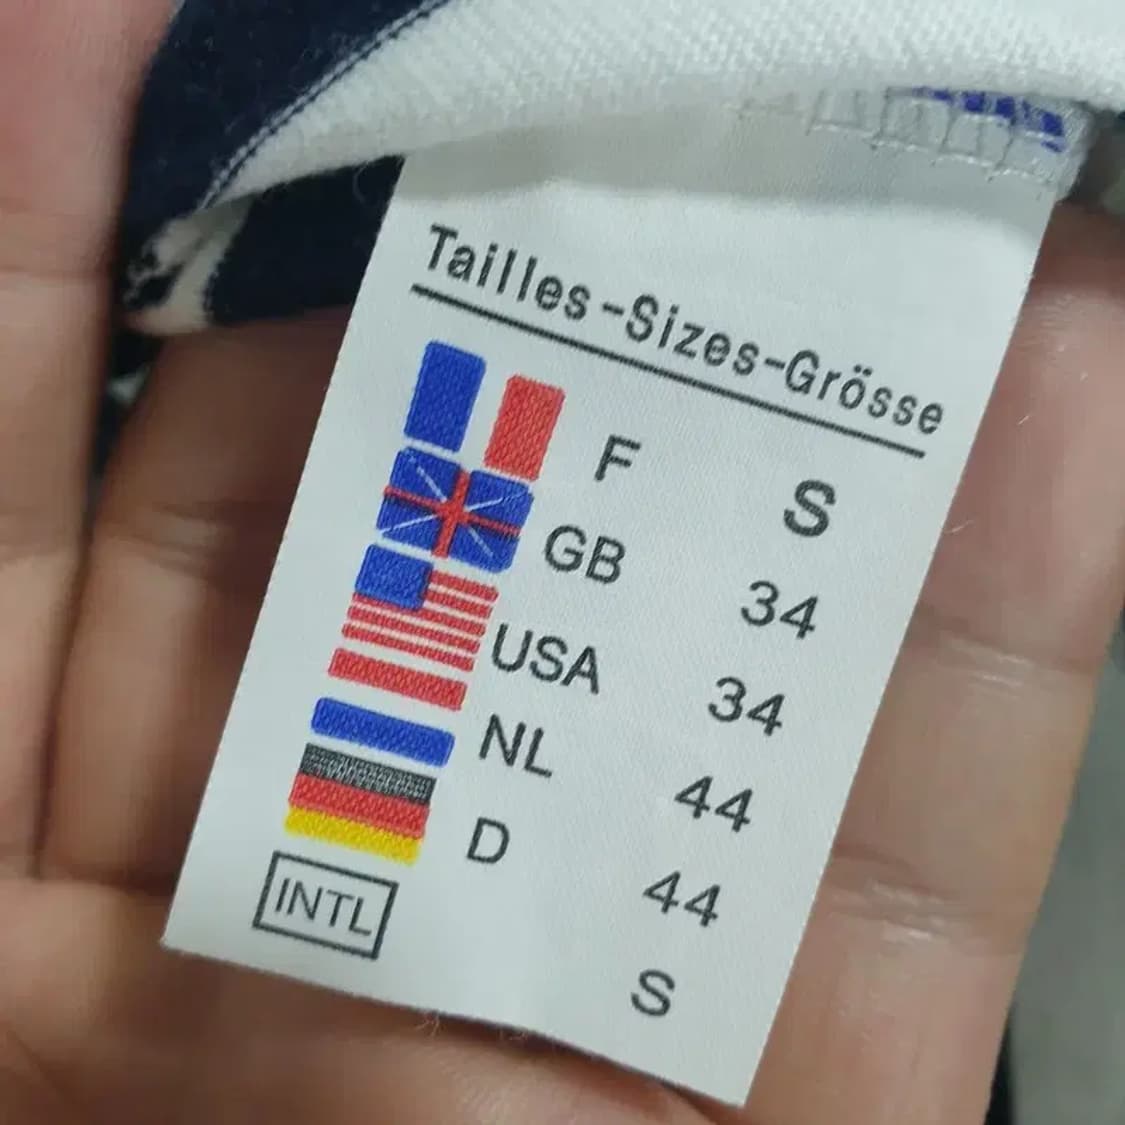 Tailles-Sizes-Grösse
F S
GB 34
USA 34
NL 44
D 44
INTL S